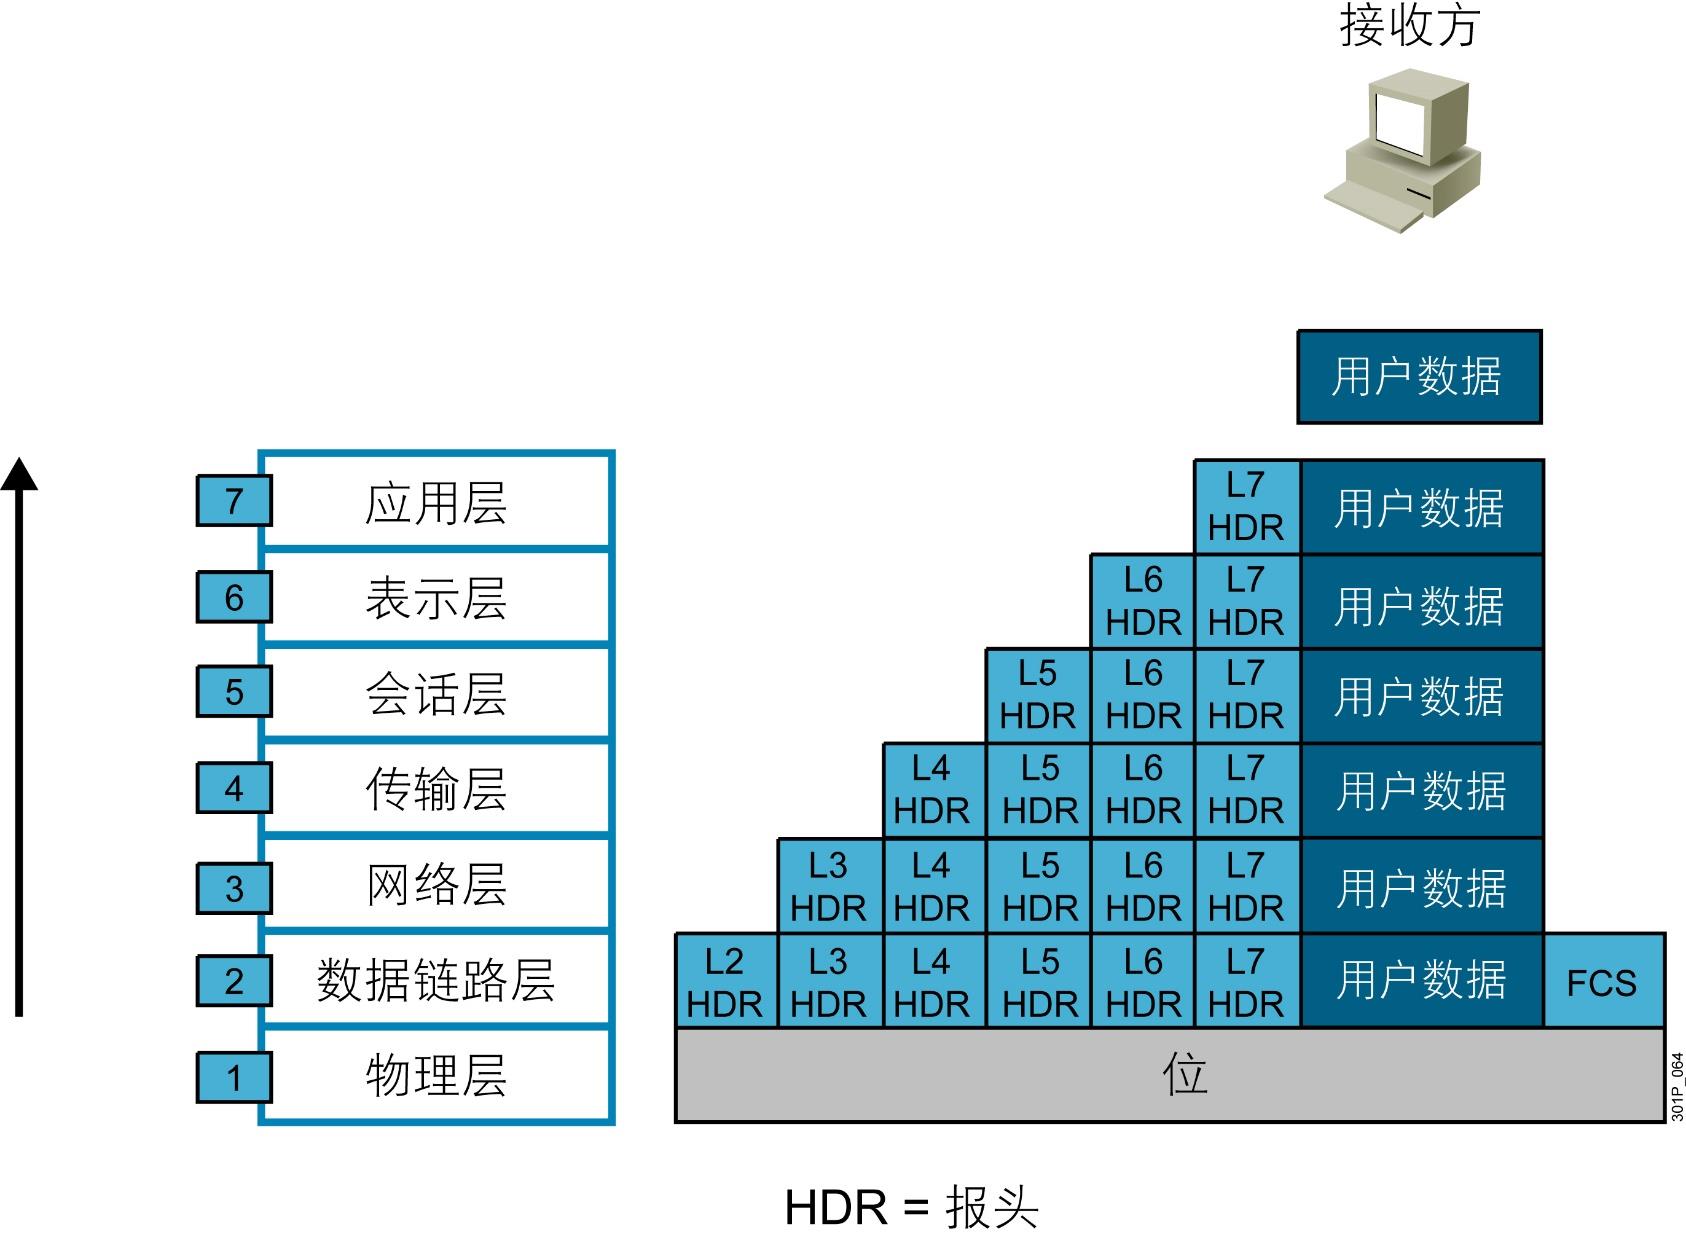 接收方
用户数据
7 应用层 L7 HDR 用户数据
6 表示层 L6 HDR L7 HDR 用户数据
5 会话层 L5 HDR L6 HDR L7 HDR 用户数据
4 传输层 L4 HDR L5 HDR L6 HDR L7 HDR 用户数据
3 网络层 L3 HDR L4 HDR L5 HDR L6 HDR L7 HDR 用户数据
2 数据链路层 L2 HDR L3 HDR L4 HDR L5 HDR L6 HDR L7 HDR 用户数据 FCS
1 物理层 位
301P_064
HDR = 报头